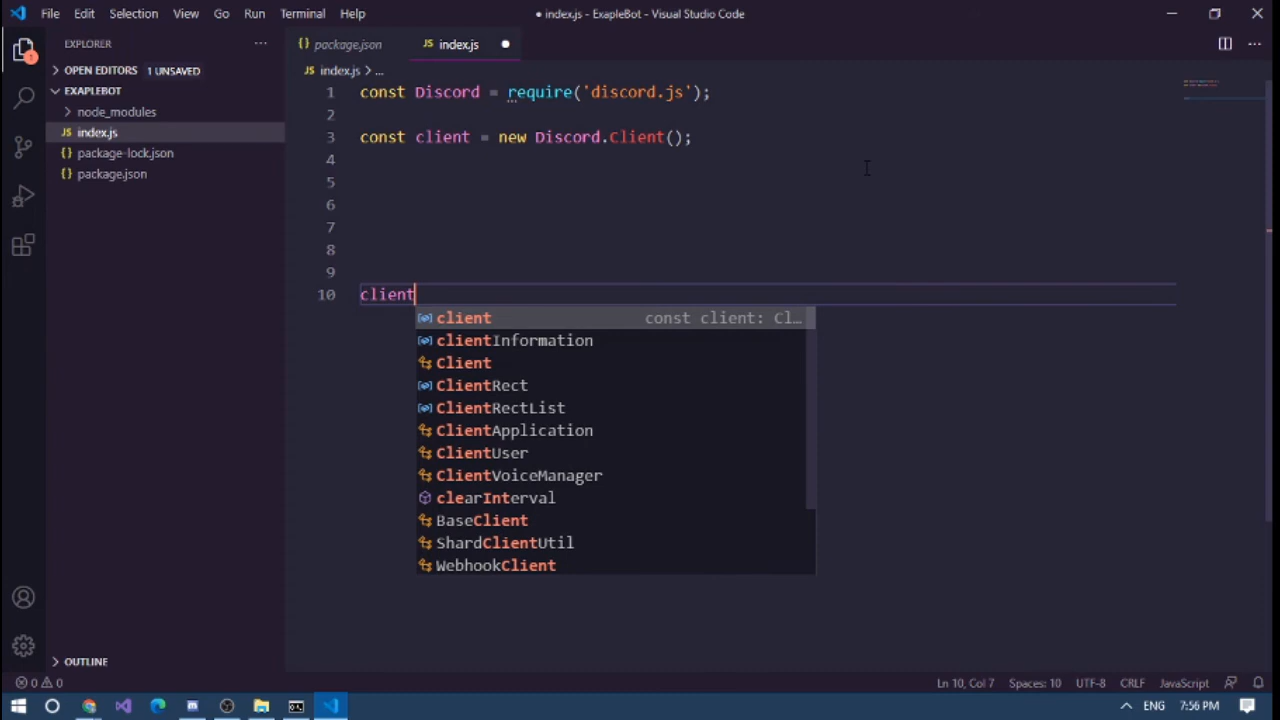 File Edit Selection View Go Run Terminal Help
● index.js - ExapleBot - Visual Studio Code
EXPLORER
OPEN EDITORS 1 UNSAVED
EXAPLEBOT
node_modules
JS index.js
{} package-lock.json
{} package.json
OUTLINE
1
{} package.json
JS index.js ●
JS index.js > ...
1 const Discord = require('discord.js');
2
3 const client = new Discord.Client();
4
5
6
7
8
9
10 client
client const client: Cl...
clientInformation
Client
ClientRect
ClientRectList
ClientApplication
ClientUser
ClientVoiceManager
clearInterval
BaseClient
ShardClientUtil
WebhookClient
0 0
Ln 10, Col 7 Spaces: 10 UTF-8 CRLF JavaScript
ENG 7:56 PM